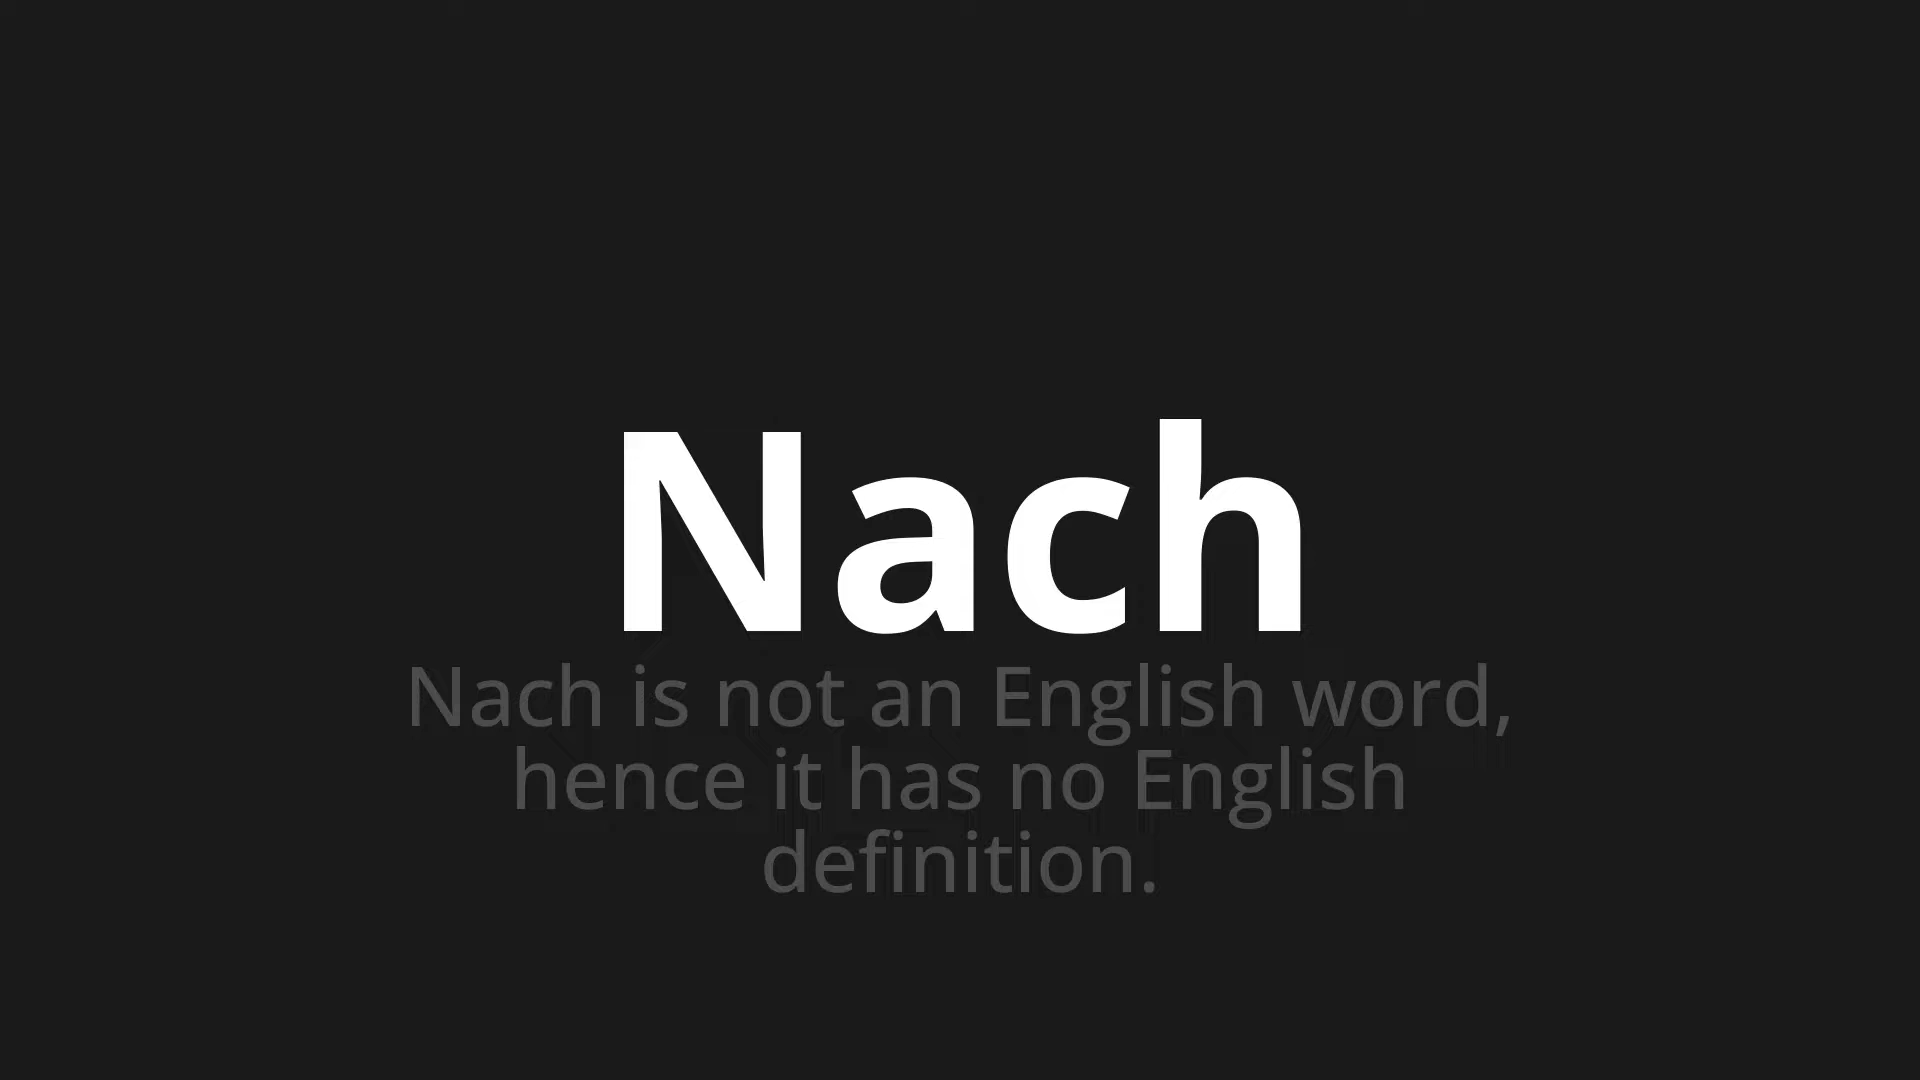 Nach
Nach is not an English word,
hence it has no English
definition.